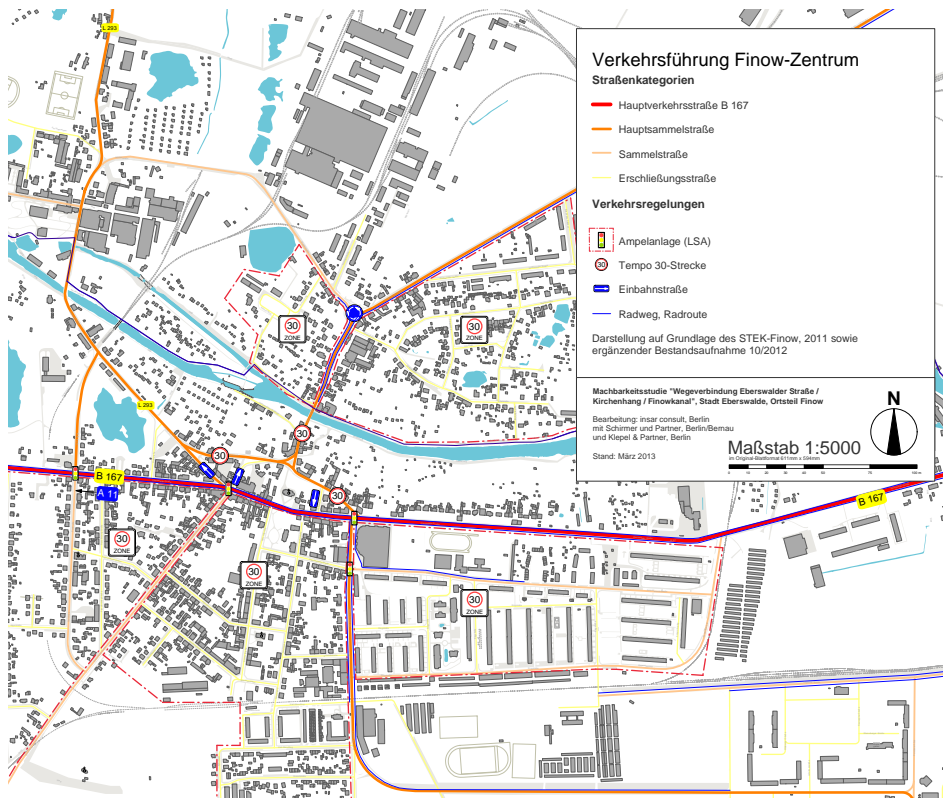 L 293
Verkehrsführung Finow-Zentrum
Straßenkategorien
Hauptverkehrsstraße B 167
Hauptsammelstraße
Sammelstraße
Erschließungsstraße
Verkehrsregelungen
Ampelanlage (LSA)
30 Tempo 30-Strecke
Einbahnstraße
Radweg, Radroute
Darstellung auf Grundlage des STEK-Finow, 2011 sowie
ergänzender Bestandsaufnahme 10/2012
Machbarkeitsstudie "Wegeverbindung Eberswalder Straße /
Kirchenhang / Finowkanal", Stadt Eberswalde, Ortsteil Finow
Bearbeitung: insar consult, Berlin
mit Schirmer und Partner, Berlin/Bernau
und Klepel & Partner, Berlin
Stand: März 2013
N
Maßstab 1:5000
30
ZONE
30
ZONE
L 293
30
30
30
B 167
A 11
B 167
30
ZONE
30
ZONE
30
ZONE